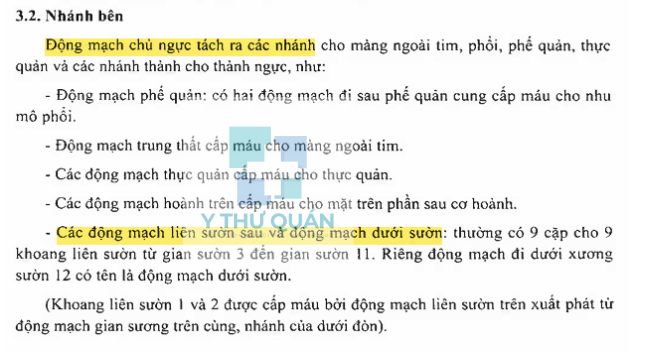 3.2. Nhánh bên
Động mạch chủ ngực tách ra các nhánh cho màng ngoài tim, phổi, phế quản, thực
quản và các nhánh thành cho thành ngực, như:
- Động mạch phế quản: có hai động mạch đi sau phế quản cung cấp máu cho nhu
mô phổi.
- Động mạch trung thất cấp máu cho màng ngoài tim.
- Các động mạch thực quản cấp máu cho thực quản.
- Các động mạch hoành trên cấp máu cho mặt trên phần sau cơ hoành.
Y THƯ QUÁN
- Các động mạch liên sườn sau và động mạch dưới sườn: thường có 9 cặp cho 9
khoang liên sườn từ gian sườn 3 đến gian sườn 11. Riêng động mạch đi dưới xương
sườn 12 có tên là động mạch dưới sườn.
(Khoang liên sườn 1 và 2 được cấp máu bởi động mạch liên sườn trên xuất phát từ
động mạch gian sương trên cùng, nhánh của dưới đòn).